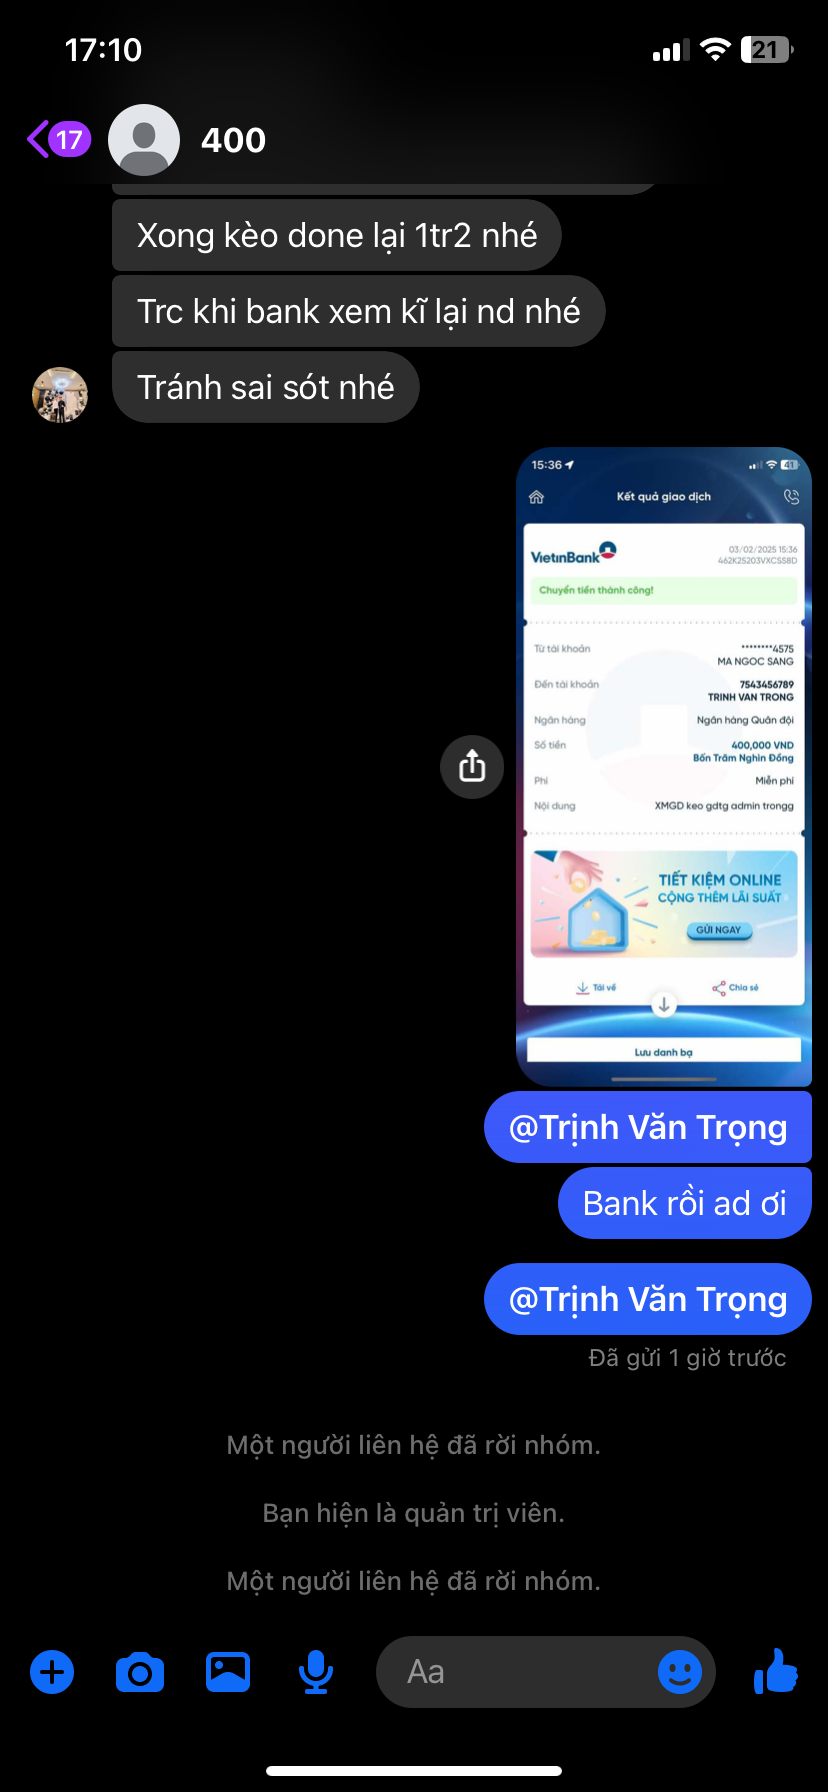 17:10
21
17
400
Xong kèo done lại 1tr2 nhé
Trc khi bank xem kĩ lại nd nhé
Tránh sai sót nhé
15:36
41
Kết quả giao dịch
VietinBank
03/02/2025 15:36
462K25203VXCSS8D
Chuyển tiền thành công!
Từ tài khoản
********4575
MA NGOC SANG
Đến tài khoản
7543456789
TRINH VAN TRONG
Ngân hàng
Ngân hàng Quân đội
Số tiền
400,000 VND
Bốn Trăm Nghìn Đồng
Phí
Miễn phí
Nội dung
XMGD keo gdtg admin trongg
TIẾT KIỆM ONLINE
CỘNG THÊM LÃI SUẤT
GỬI NGAY
Tải về
Chia sẻ
Lưu danh bạ
@Trịnh Văn Trọng
Bank rồi ad ơi
@Trịnh Văn Trọng
Đã gửi 1 giờ trước
Một người liên hệ đã rời nhóm.
Bạn hiện là quản trị viên.
Một người liên hệ đã rời nhóm.
Aa